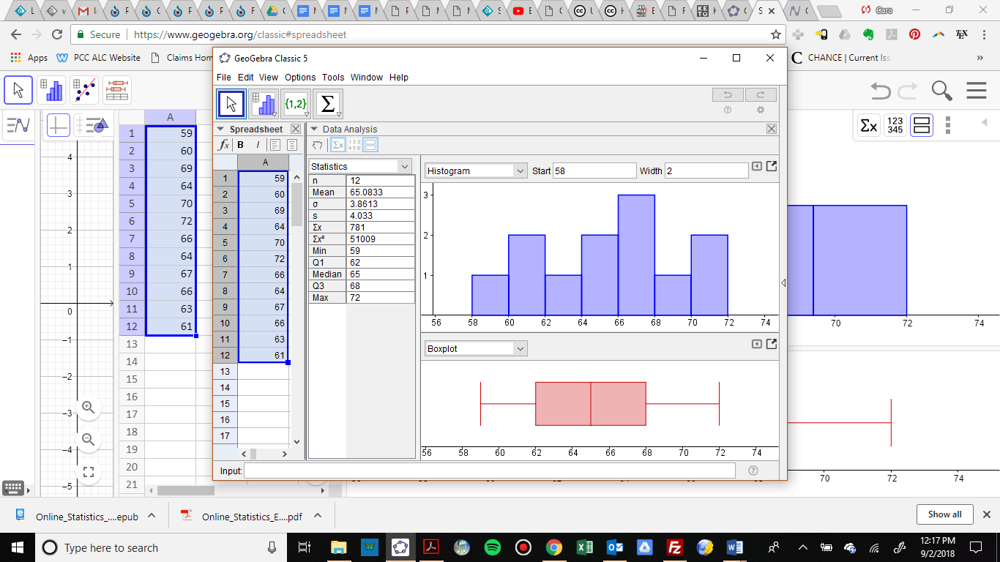 L
v
In
F
C
F
F
F
C
M
N
N
N
F
N
N
S
E
C
U
H
E
F
KE TO
C
S
C
Cara
Secure
https://www.geogebra.org/classic#spreadsheet
TEX
Apps
PCC ALC Website
Claims Hom
C CHANCE | Current Iss
»
GeoGebra Classic 5
File Edit View Options Tools Window Help
{1,2}
Σ
Σx
123
345
A
1 59
2 60
3 69
4 64
5 70
6 72
7 66
8 64
9 67
10 66
11 63
12 61
13
14
15
16
17
18
19
20
21
4
3
2
1
0
−1
−2
−3
−4
−5
Spreadsheet
fx B I
A
1 59
2 60
3 69
4 64
5 70
6 72
7 66
8 64
9 67
10 66
11 63
12 61
13
14
15
16
17
Data Analysis
Σx 123 456
Statistics
n 12
Mean 65.0833
σ 3.8613
s 4.033
Σx 781
Σx² 51009
Min 59
Q1 62
Median 65
Q3 68
Max 72
Histogram Start 58 Width 2
3
2
1
56 58 60 62 64 66 68 70 72 74
Boxplot
56 58 60 62 64 66 68 70 72 74
Input:
70 72 74
70 72 74
Online_Statistics_....epub
Online_Statistics_E....pdf
Show all
Type here to search
12:17 PM
9/2/2018